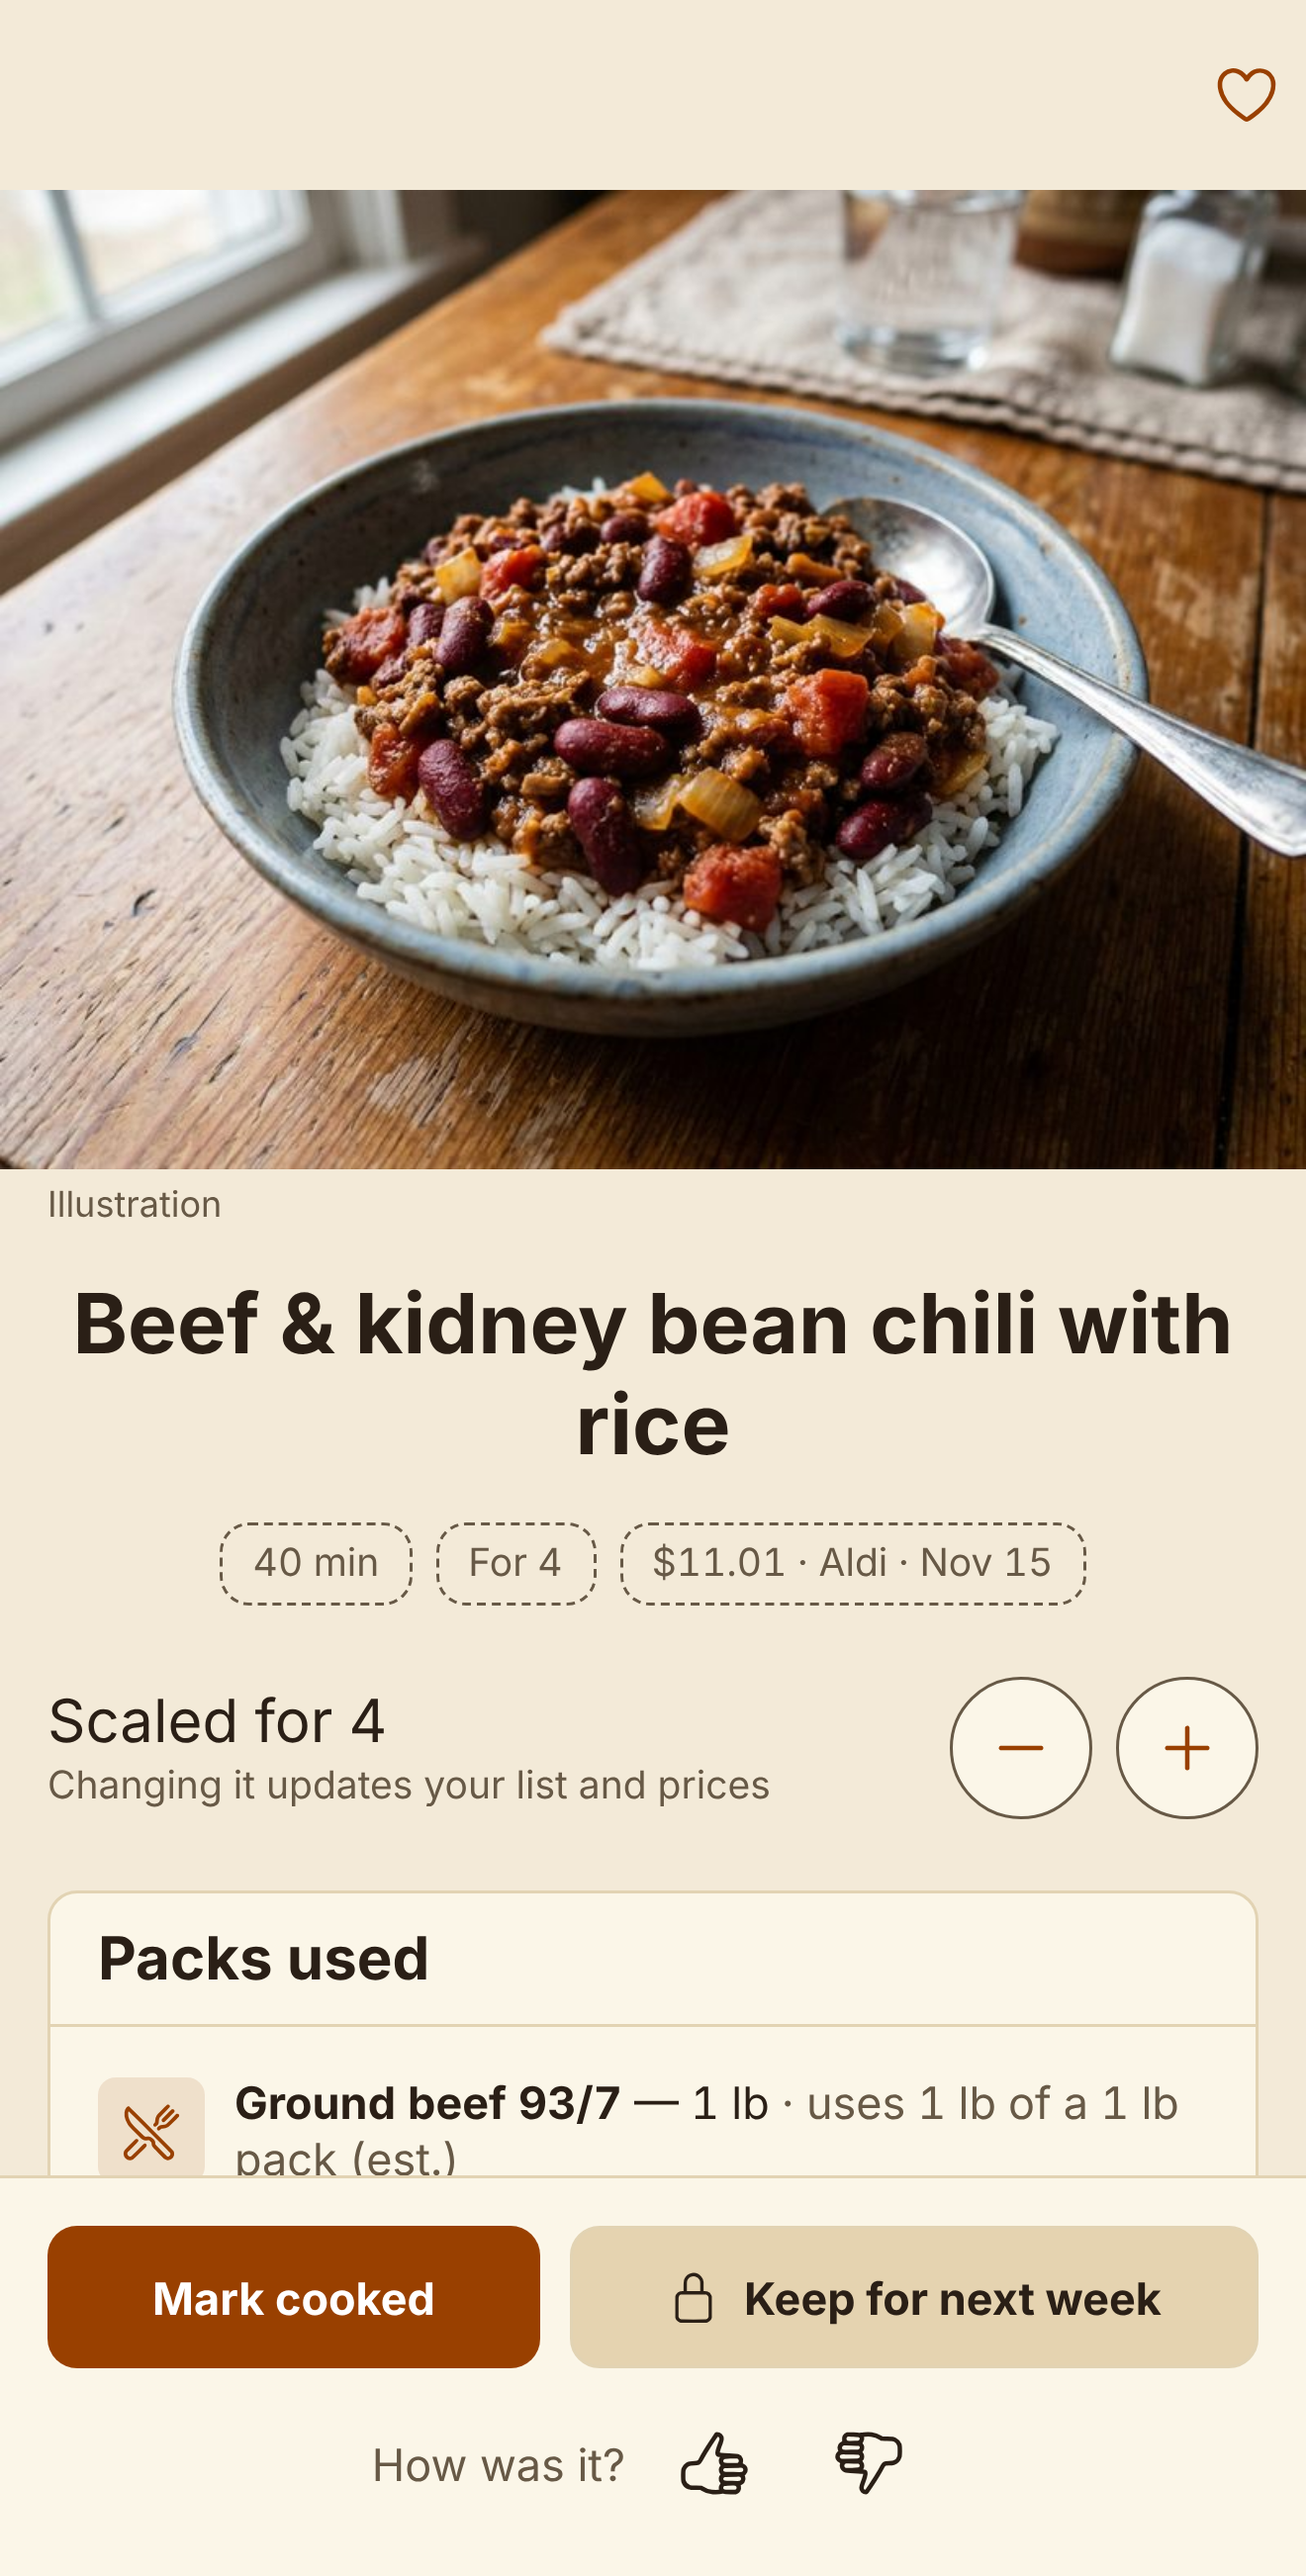 Illustration
Beef & kidney bean chili with
rice
40 min
For 4
$11.01 · Aldi · Nov 15
Scaled for 4
Changing it updates your list and prices
Packs used
Ground beef 93/7 — 1 lb · uses 1 lb of a 1 lb
pack (est.)
Mark cooked
Keep for next week
How was it?